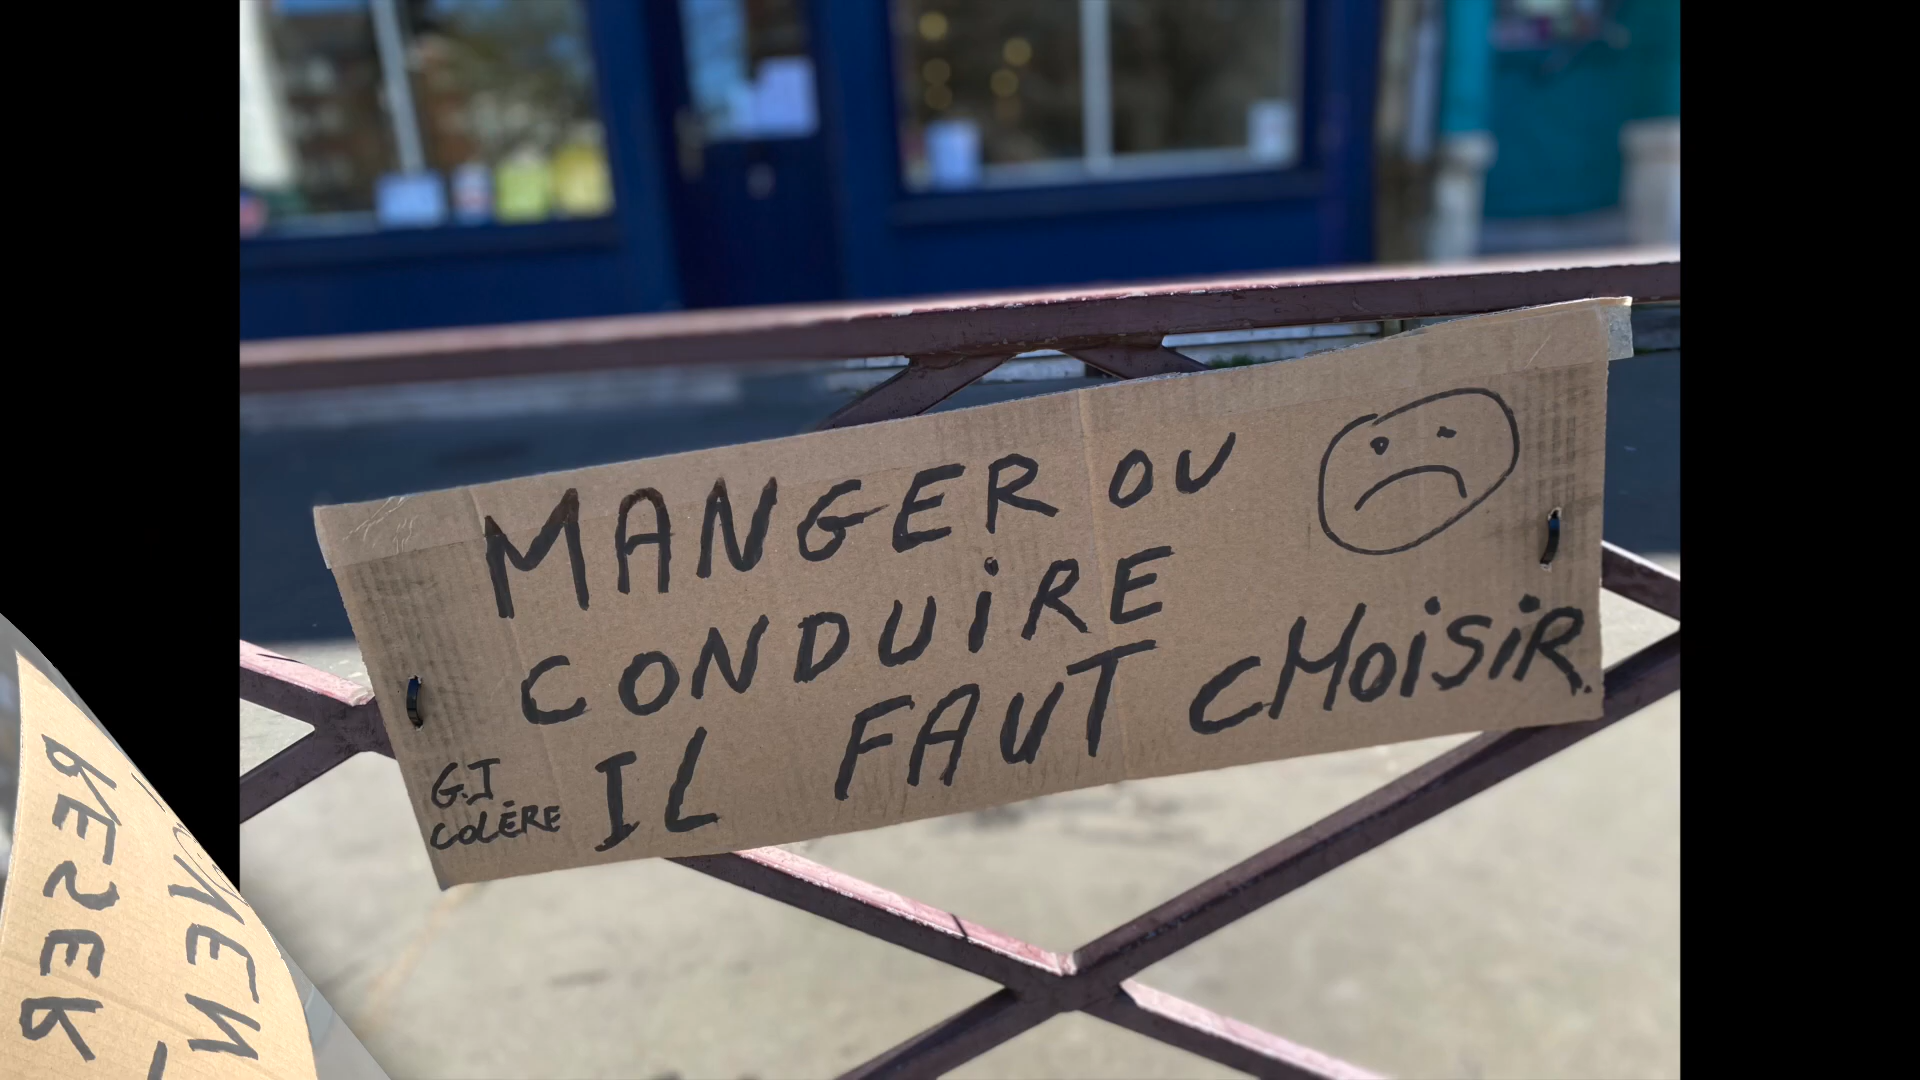 MANGER OU
CONDUIRE
IL FAUT CHOISIR.
G.J
COLÈRE